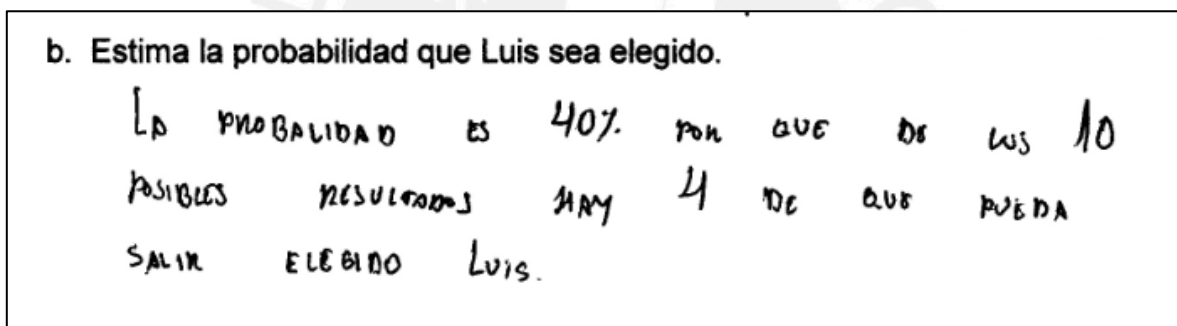 b. Estima la probabilidad que Luis sea elegido.
LA PROBALIDAD ES 40% POR QUE DE LOS 10
POSIBLES RESULTADOS HAY 4 DE QUE PUEDA
SALIR ELEGIDO LUIS.